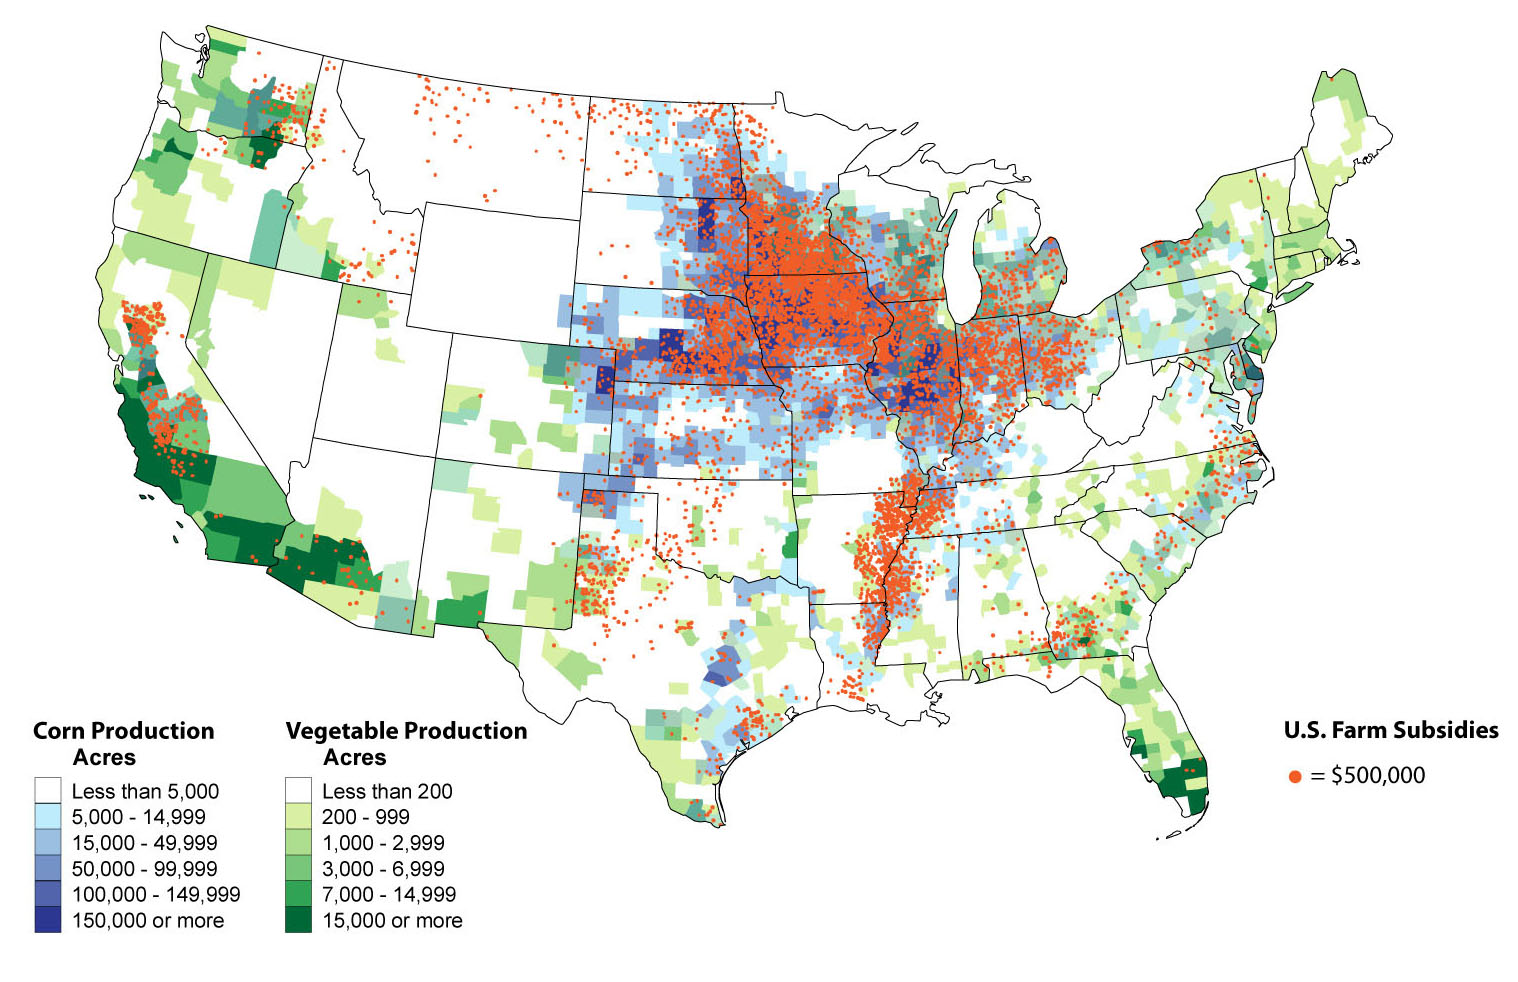 Corn Production
Acres
Less than 5,000
5,000 - 14,999
15,000 - 49,999
50,000 - 99,999
100,000 - 149,999
150,000 or more
Vegetable Production
Acres
Less than 200
200 - 999
1,000 - 2,999
3,000 - 6,999
7,000 - 14,999
15,000 or more
U.S. Farm Subsidies
= $500,000